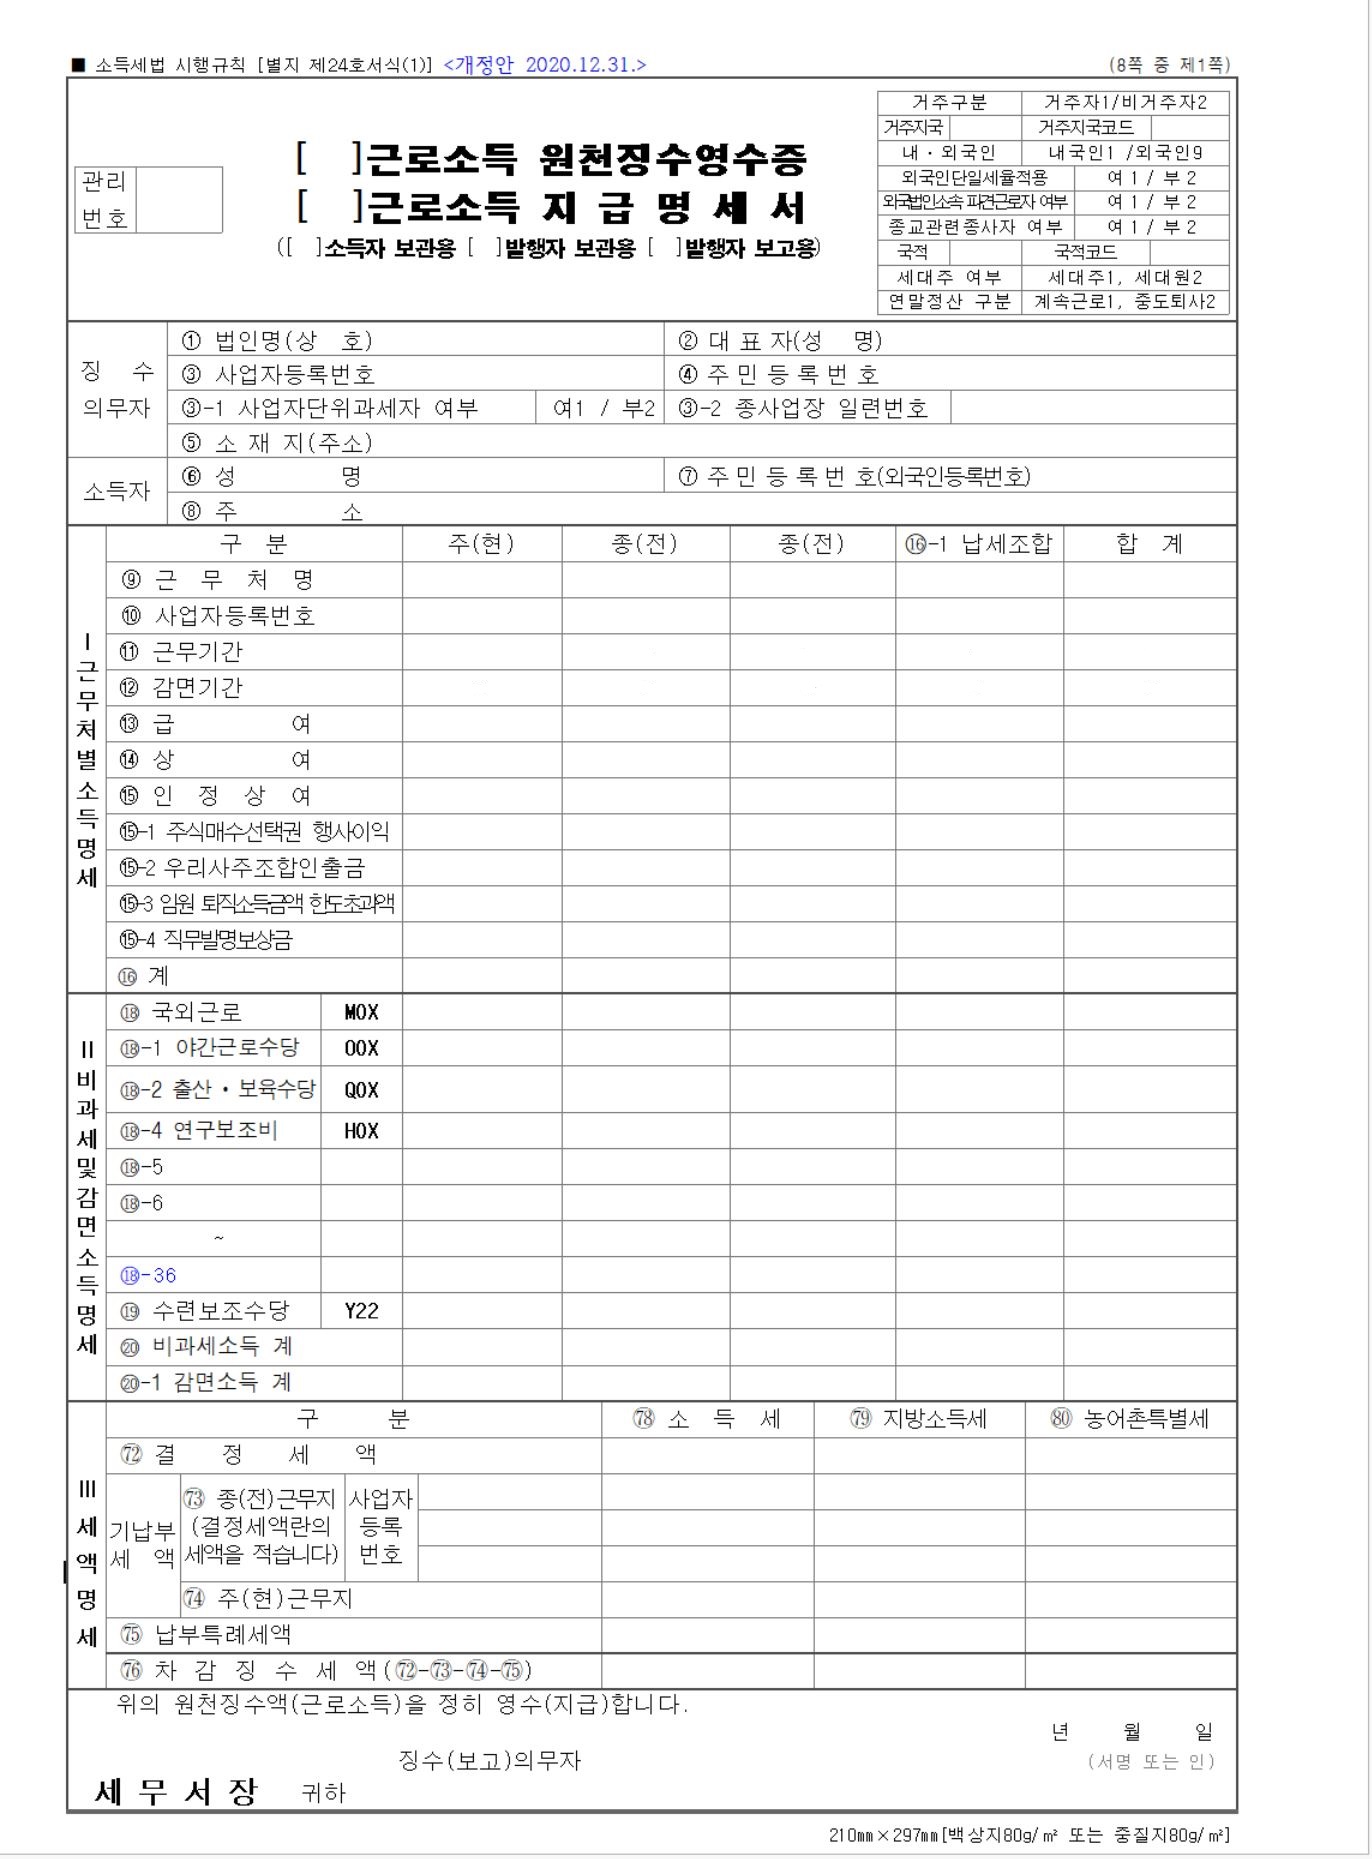 ■ 소득세법 시행규칙 [별지 제24호서식(1)] <개정안 2020.12.31.>
(8쪽 중 제1쪽)
관리
번호
[ ]근로소득 원천징수영수증
[ ]근로소득 지 급 명 세 서
([ ]소득자 보관용 [ ]발행자 보관용 [ ]발행자 보고용)
거주구분 거주자1/비거주자2
거주지국 거주지국코드
내ㆍ외국인 내국인1 /외국인9
외국인단일세율적용 여 1 / 부 2
외국법인소속 파견근로자 여부 여 1 / 부 2
종교관련종사자 여부 여 1 / 부 2
국적 국적코드
세대주 여부 세대주1, 세대원2
연말정산 구분 계속근로1, 중도퇴사2
징 수
의무자
① 법인명(상 호) ② 대 표 자(성 명)
③ 사업자등록번호 ④ 주 민 등 록 번 호
③-1 사업자단위과세자 여부 여1 / 부2 ③-2 종사업장 일련번호
⑤ 소 재 지(주소)
소득자
⑥ 성 명 ⑦ 주 민 등 록 번 호(외국인등록번호)
⑧ 주 소
Ⅰ근무처별소득명세
구 분 주(현) 종(전) 종(전) ⑯-1 납세조합 합 계
⑨ 근 무 처 명
⑩ 사업자등록번호
⑪ 근무기간
⑫ 감면기간
⑬ 급 여
⑭ 상 여
⑮ 인 정 상 여
⑮-1 주식매수선택권 행사이익
⑮-2 우리사주조합인출금
⑮-3 임원 퇴직소득금액 한도초과액
⑮-4 직무발명보상금
⑯ 계
Ⅱ비과세및감면소득명세
⑱ 국외근로 M0X
⑱-1 야간근로수당 O0X
⑱-2 출산ㆍ보육수당 Q0X
⑱-4 연구보조비 H0X
⑱-5
⑱-6
~
⑱-36
⑲ 수련보조수당 Y22
⑳ 비과세소득 계
⑳-1 감면소득 계
Ⅲ세액명세
구 분 ㊆㊇ 소 득 세 ㊆㊈ 지방소득세 ㊇⓪ 농어촌특별세
72 결 정 세 액
기납부
세 액
73 종(전)근무지
(결정세액란의
세액을 적습니다)
사업자
등록
번호
74 주(현)근무지
75 납부특례세액
76 차 감 징 수 세 액(72-73-74-75)
위의 원천징수액(근로소득)을 정히 영수(지급)합니다.
년 월 일
징수(보고)의무자 (서명 또는 인)
세 무 서 장 귀하
210㎜×297㎜[백상지80g/㎡ 또는 중질지80g/㎡]